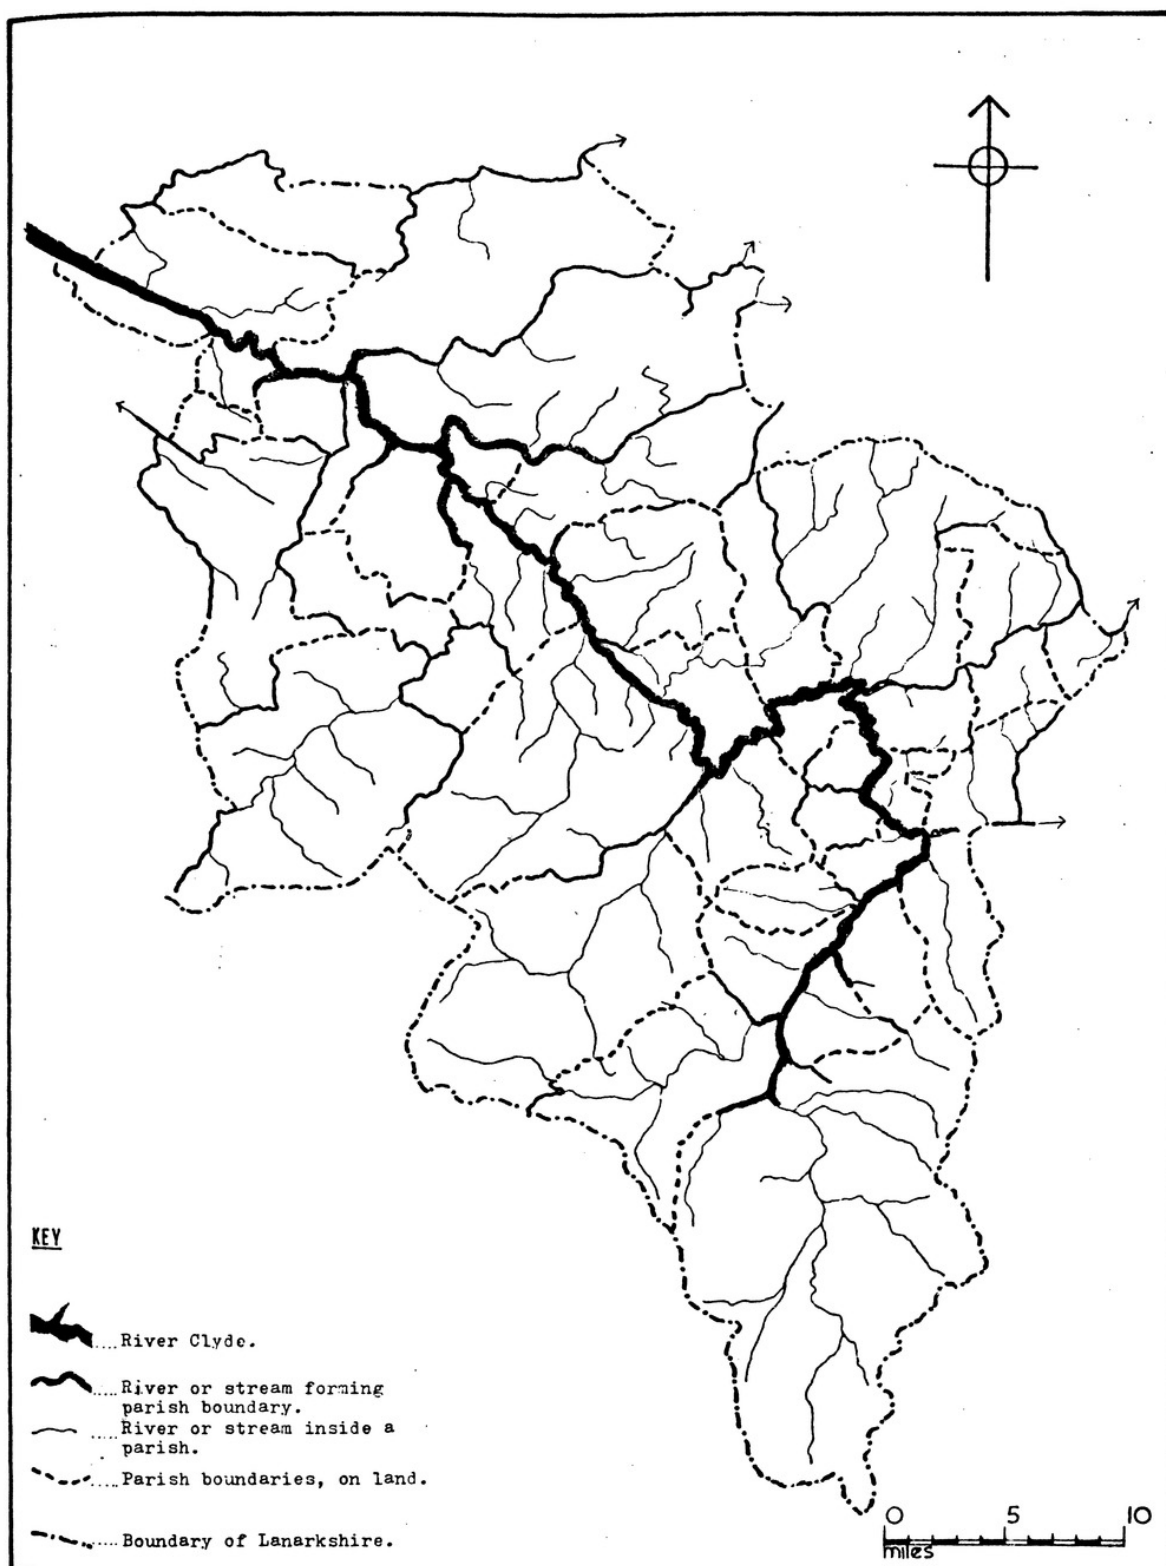 KEY
.....River Clyde.
.....River or stream forming
parish boundary.
.....River or stream inside a
parish.
.....Parish boundaries, on land.
.....Boundary of Lanarkshire.
0 5 10
miles